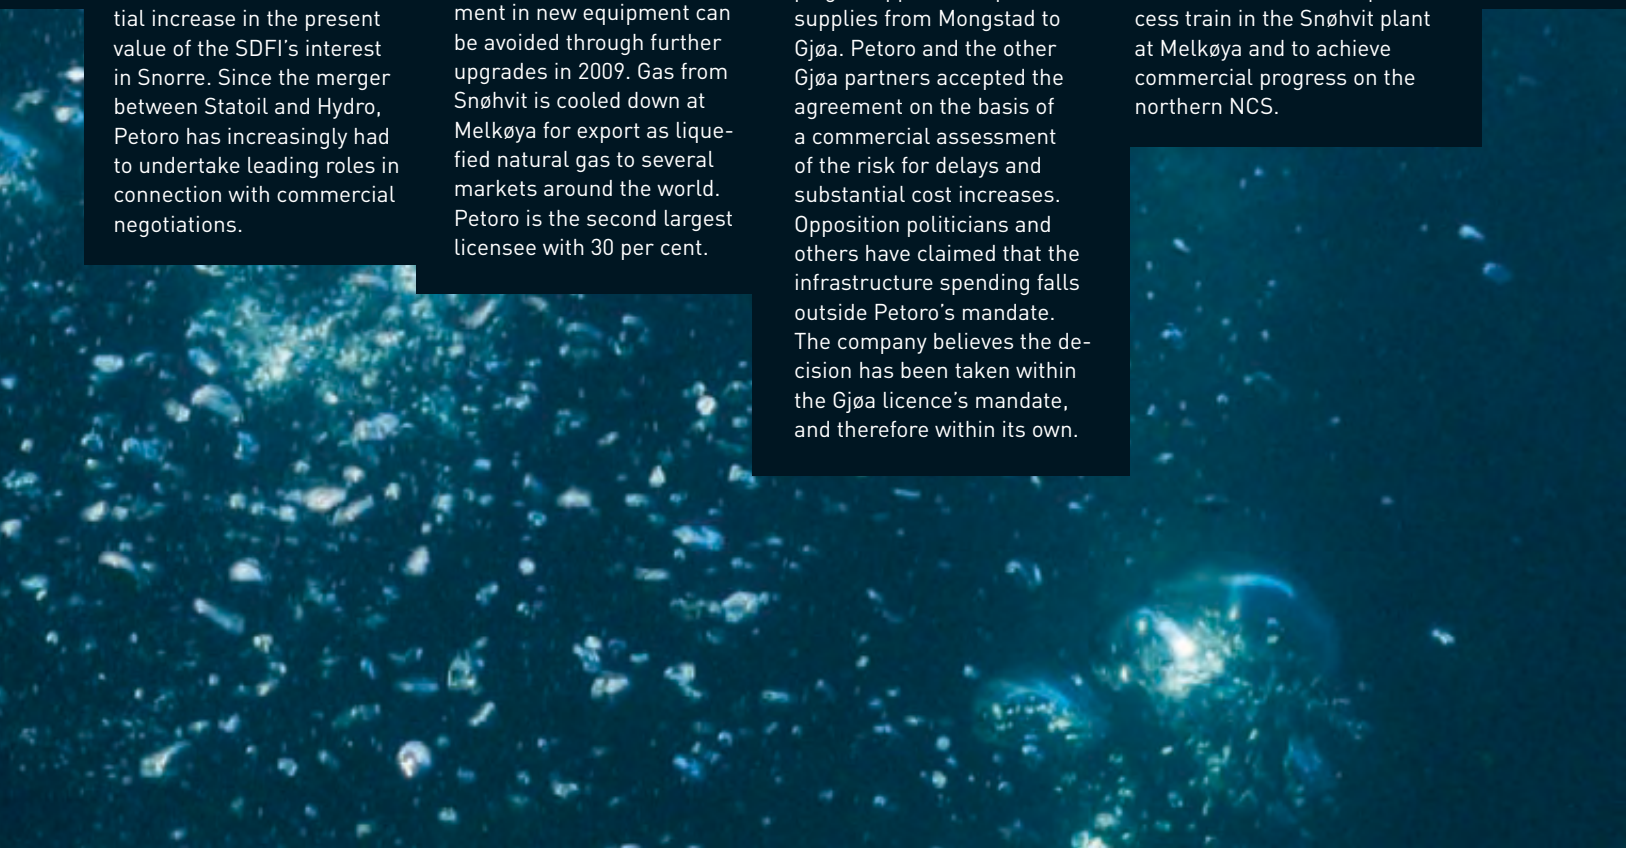 tial increase in the present
value of the SDFI’s interest
in Snorre. Since the merger
between Statoil and Hydro,
Petoro has increasingly had
to undertake leading roles in
connection with commercial
negotiations.
ment in new equipment can
be avoided through further
upgrades in 2009. Gas from
Snøhvit is cooled down at
Melkøya for export as lique-
fied natural gas to several
markets around the world.
Petoro is the second largest
licensee with 30 per cent.
supplies from Mongstad to
Gjøa. Petoro and the other
Gjøa partners accepted the
agreement on the basis of
a commercial assessment
of the risk for delays and
substantial cost increases.
Opposition politicians and
others have claimed that the
infrastructure spending falls
outside Petoro’s mandate.
The company believes the de-
cision has been taken within
the Gjøa licence’s mandate,
and therefore within its own.
cess train in the Snøhvit plant
at Melkøya and to achieve
commercial progress on the
northern NCS.